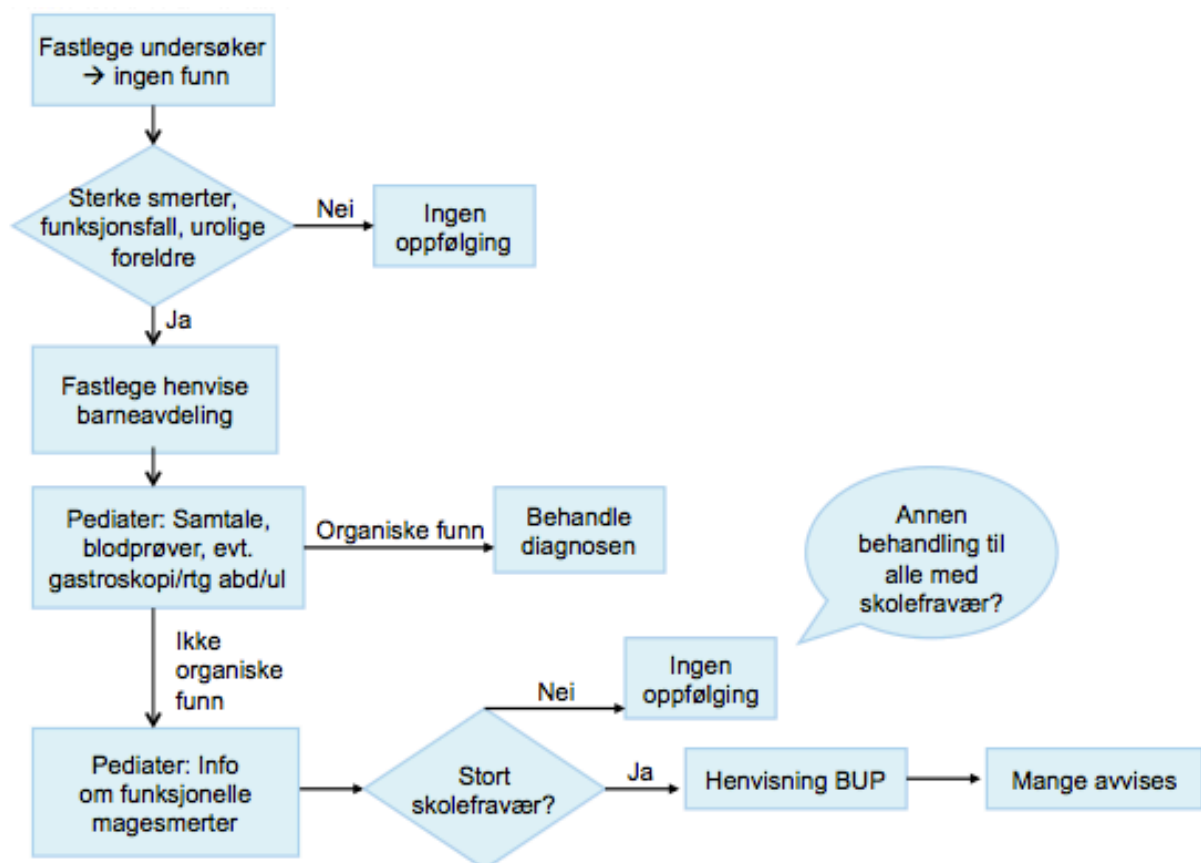 Fastlege undersøker
→ ingen funn
Sterke smerter,
funksjonsfall, urolige
foreldre
Nei
Ingen
oppfølging
Ja
Fastlege henvise
barneavdeling
Pediater: Samtale,
blodprøver, evt.
gastroskopi/rtg abd/ul
Organiske funn
Behandle
diagnosen
Annen
behandling til
alle med
skolefravær?
Ikke
organiske
funn
Pediater: Info
om funksjonelle
magesmerter
Stort
skolefravær?
Nei
Ingen
oppfølging
Ja
Henvisning BUP
Mange avvises